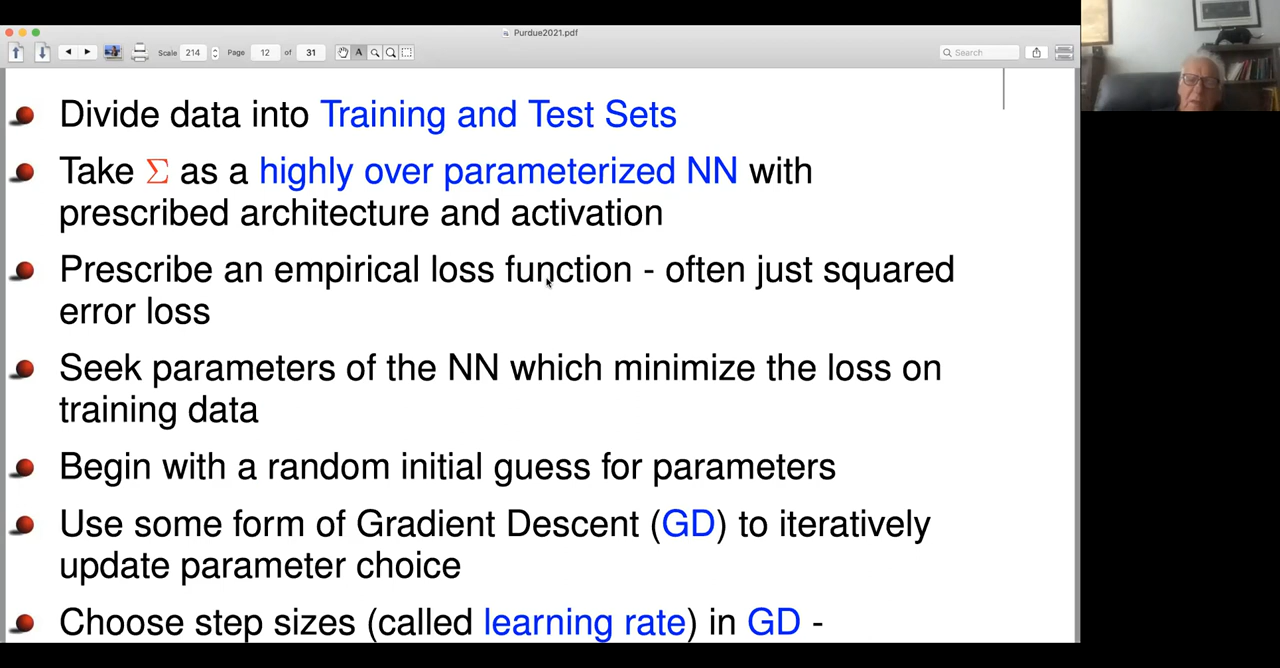 Purdue2021.pdf
Scale 214 Page 12 of 31 A Search
Divide data into Training and Test Sets
Take Σ as a highly over parameterized NN with
prescribed architecture and activation
Prescribe an empirical loss function - often just squared
error loss
Seek parameters of the NN which minimize the loss on
training data
Begin with a random initial guess for parameters
Use some form of Gradient Descent (GD) to iteratively
update parameter choice
Choose step sizes (called learning rate) in GD -